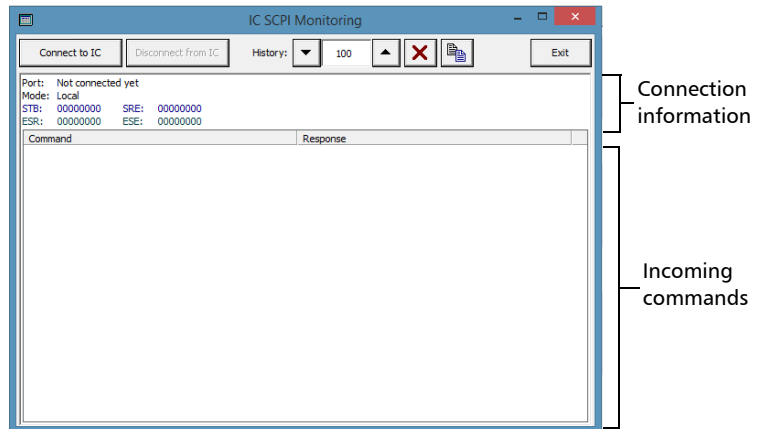 IC SCPI Monitoring
Connect to IC Disconnect from IC History: 100 Exit
Port: Not connected yet
Mode: Local
STB: 00000000 SRE: 00000000
ESR: 00000000 ESE: 00000000
Command Response
Connection
information
Incoming
commands